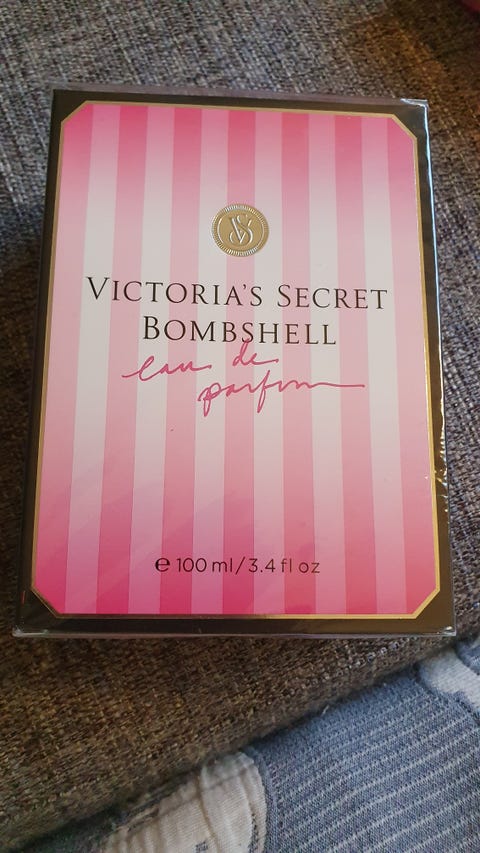 VS
VICTORIA'S SECRET
BOMBSHELL
eau de
parfum
e 100 ml/3.4 fl oz